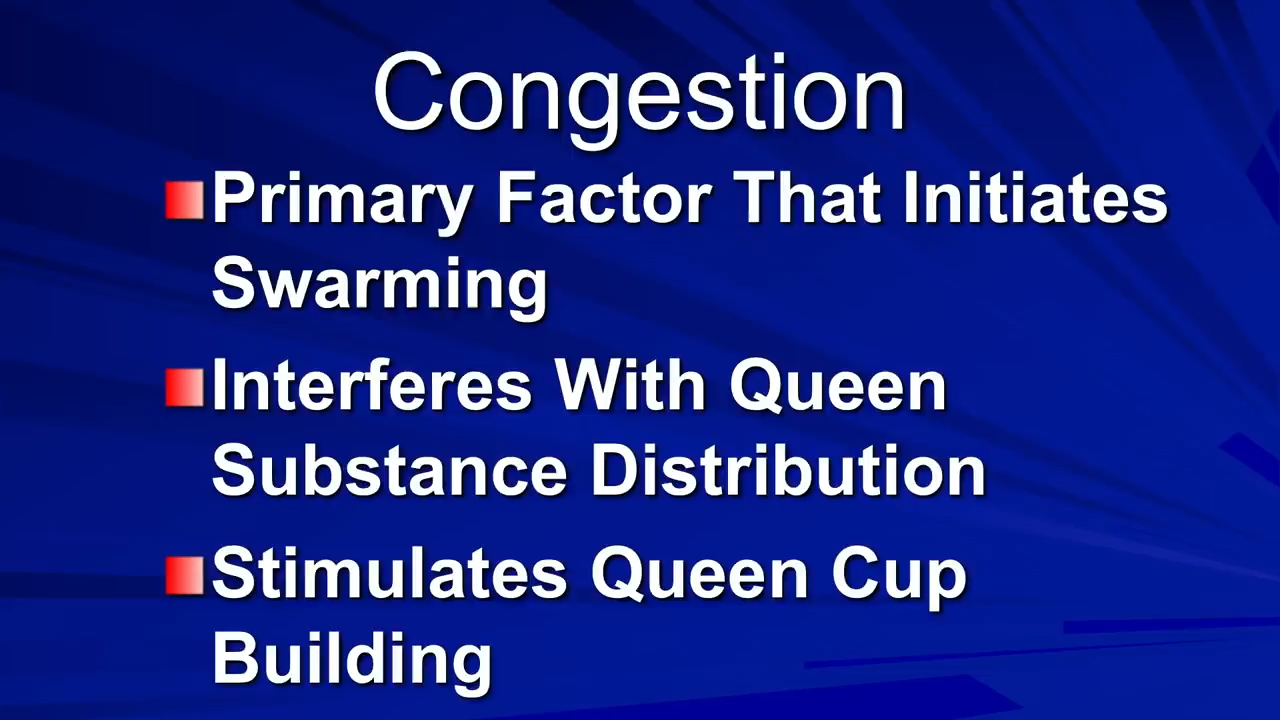 Congestion
Primary Factor That Initiates
Swarming
Interferes With Queen
Substance Distribution
Stimulates Queen Cup
Building